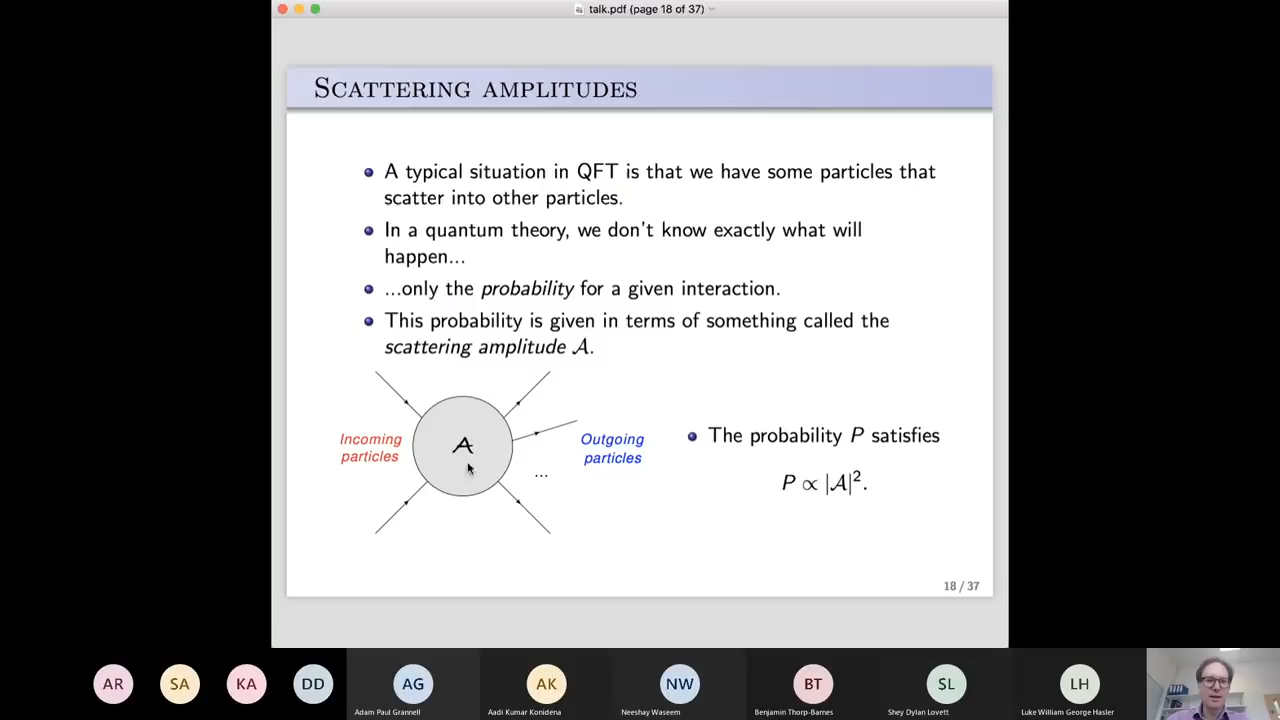 talk.pdf (page 18 of 37)
SCATTERING AMPLITUDES
A typical situation in QFT is that we have some particles that
scatter into other particles.
In a quantum theory, we don't know exactly what will
happen...
...only the probability for a given interaction.
This probability is given in terms of something called the
scattering amplitude A.
Incoming
particles
A
Outgoing
particles
...
The probability P satisfies
P ∝ |A|².
18 / 37
AR
SA
KA
DD
AG
AK
NW
BT
SL
LH
Adam Paul Grannell
Aadi Kumar Konidena
Neeshay Waseem
Benjamin Thorp-Barnes
Shey Dylan Lovett
Luke William George Hasler